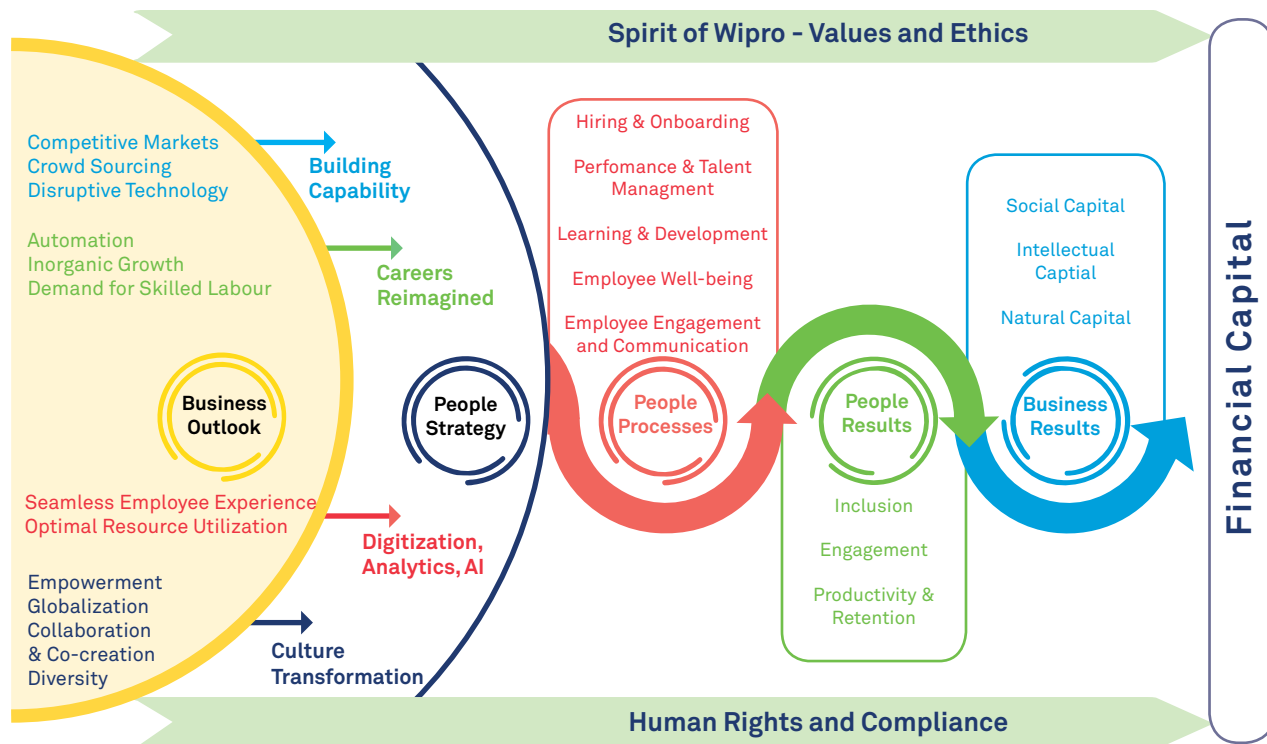 Spirit of Wipro - Values and Ethics
Competitive Markets
Crowd Sourcing
Disruptive Technology
Building
Capability
Automation
Inorganic Growth
Demand for Skilled Labour
Careers
Reimagined
Business
Outlook
Seamless Employee Experience
Optimal Resource Utilization
Digitization,
Analytics, AI
Empowerment
Globalization
Collaboration
& Co-creation
Diversity
Culture
Transformation
People
Strategy
Hiring & Onboarding
Perfomance & Talent
Managment
Learning & Development
Employee Well-being
Employee Engagement
and Communication
People
Processes
People
Results
Inclusion
Engagement
Productivity &
Retention
Social Capital
Intellectual
Captial
Natural Capital
Business
Results
Financial Capital
Human Rights and Compliance